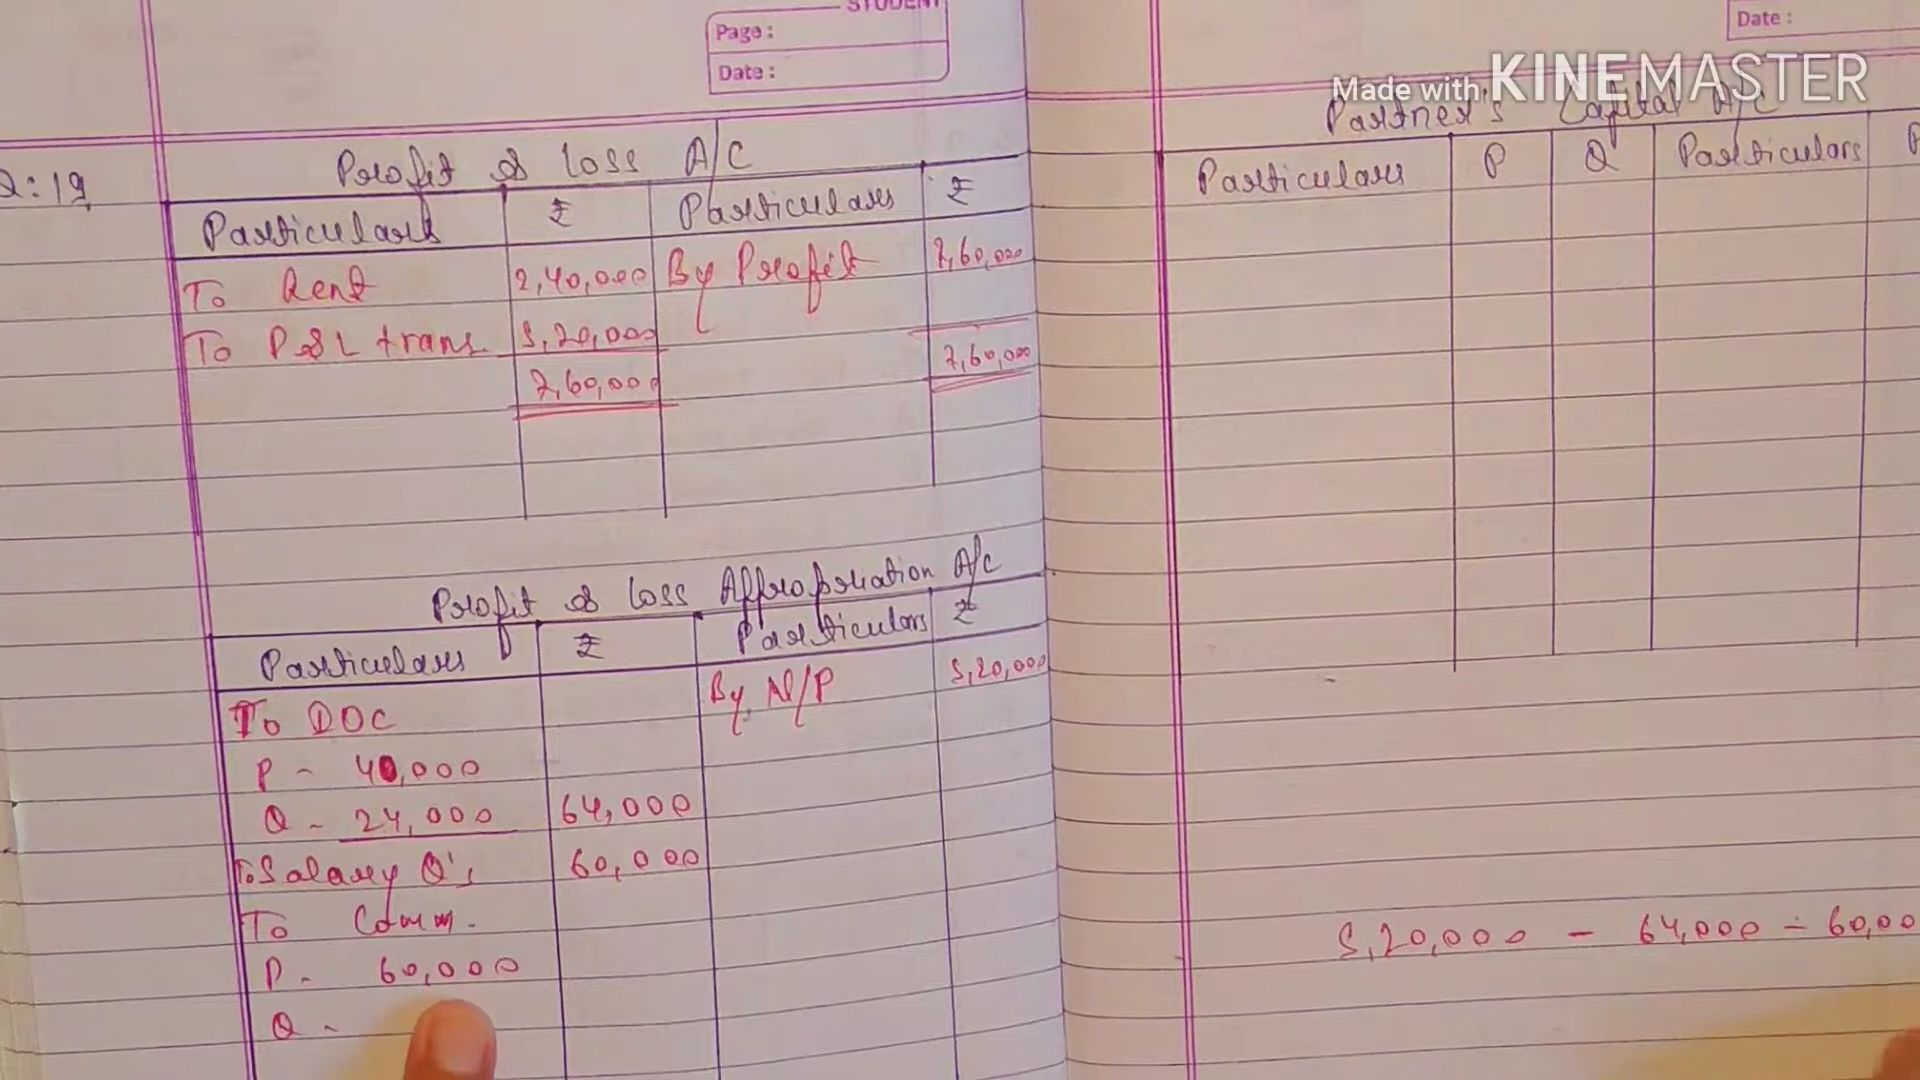 STUDENT
Page :
Date :
Q:19
Profit & loss A/C
Particulars ₹ Particulars ₹
To Rent 2,40,000 By Profit 7,60,000
To P&L trans. 5,20,000
7,60,000 7,60,000
Profit & loss Appropriation A/c
Particulars ₹ Particulars ₹
To IOC By N/P 5,20,000
P - 40,000
Q - 24,000 64,000
To Salary Q's 60,000
To Comm.
P - 60,000
Q -
Date :
Made with KINEMASTER
Partner's Capital A/C
Particulars P Q Particulars P
5,20,000 - 64,000 - 60,00